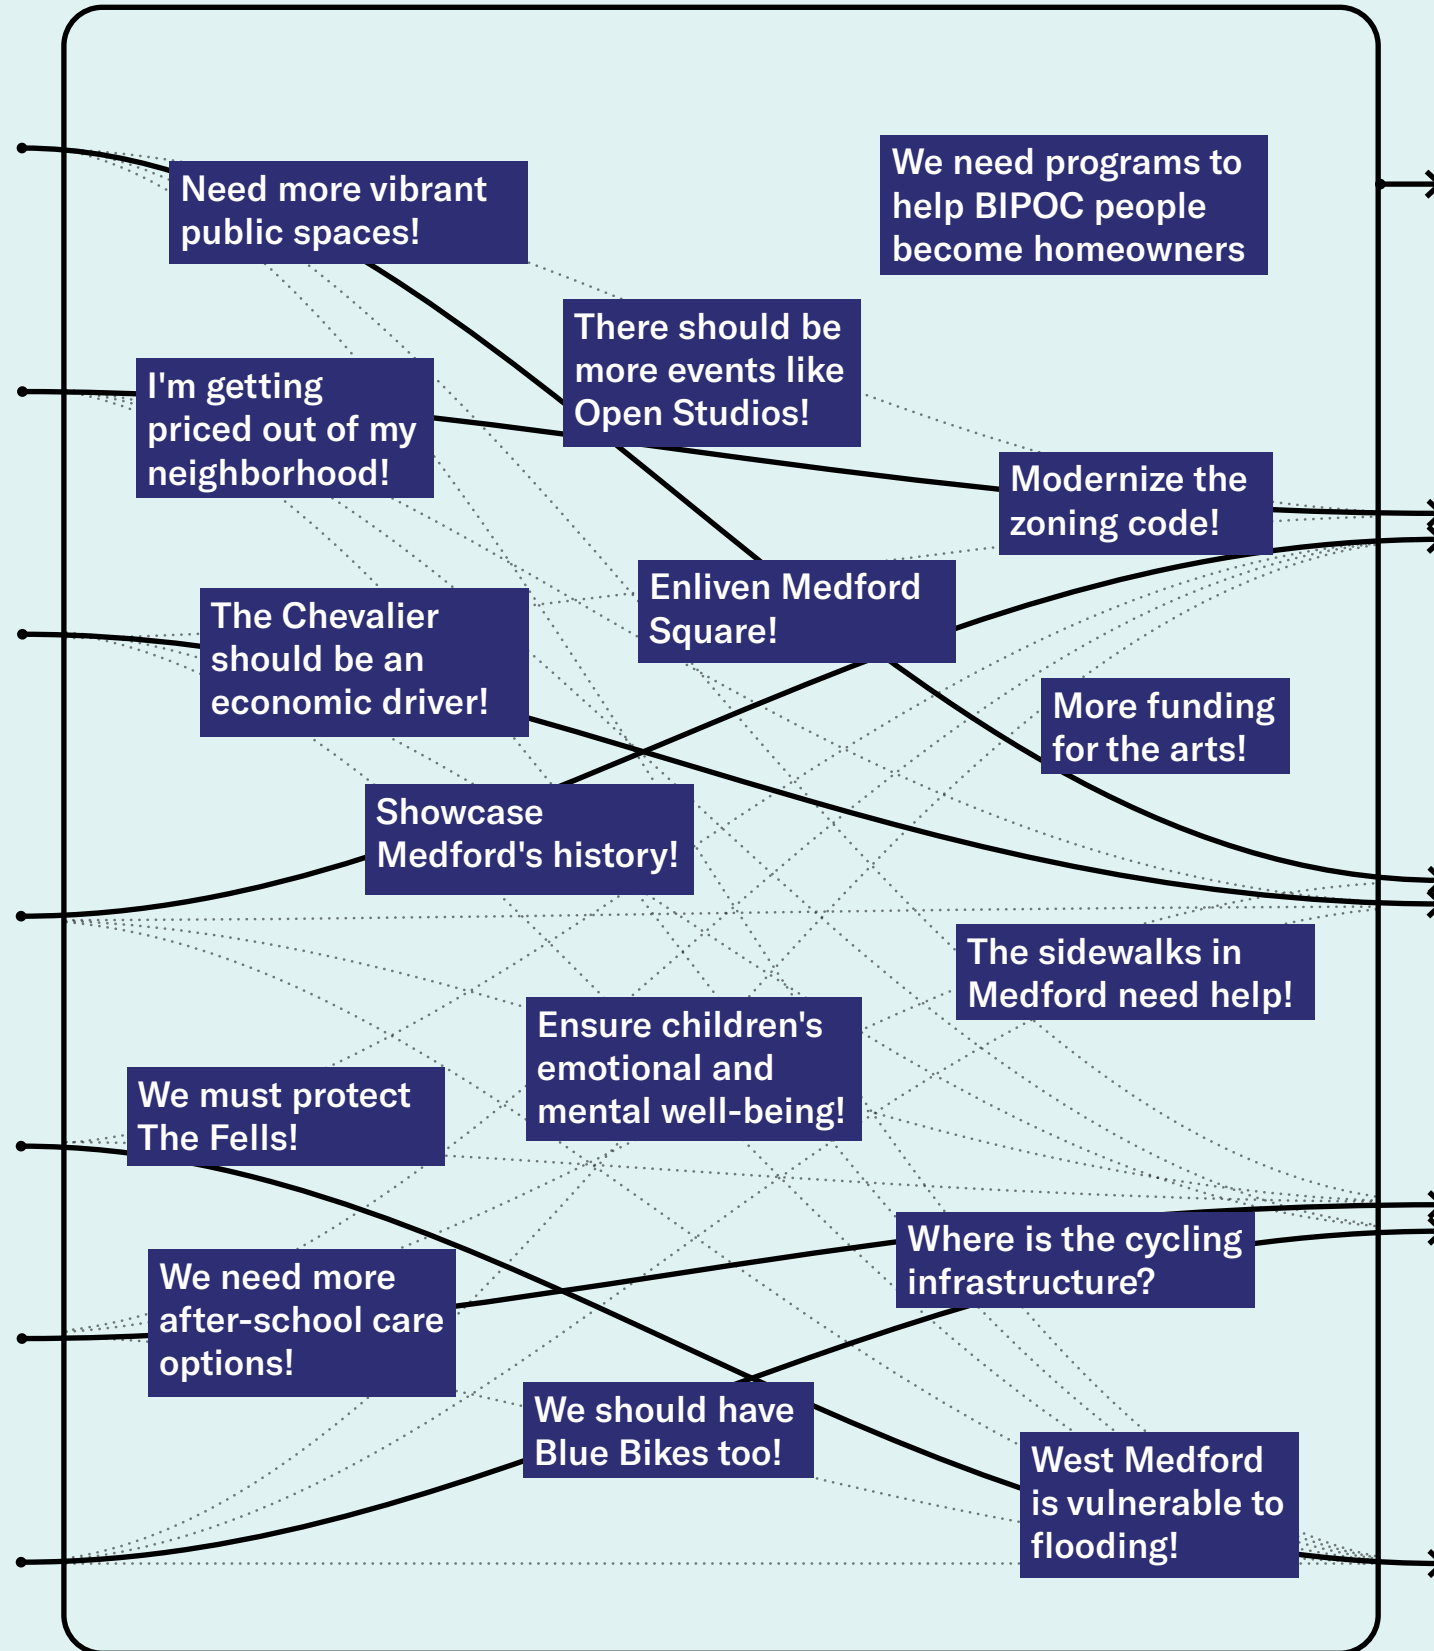 We need programs to
help BIPOC people
become homeowners
Need more vibrant
public spaces!
There should be
more events like
Open Studios!
I'm getting
priced out of my
neighborhood!
Modernize the
zoning code!
Enliven Medford
Square!
The Chevalier
should be an
economic driver!
More funding
for the arts!
Showcase
Medford's history!
The sidewalks in
Medford need help!
Ensure children's
emotional and
mental well-being!
We must protect
The Fells!
Where is the cycling
infrastructure?
We need more
after-school care
options!
We should have
Blue Bikes too!
West Medford
is vulnerable to
flooding!